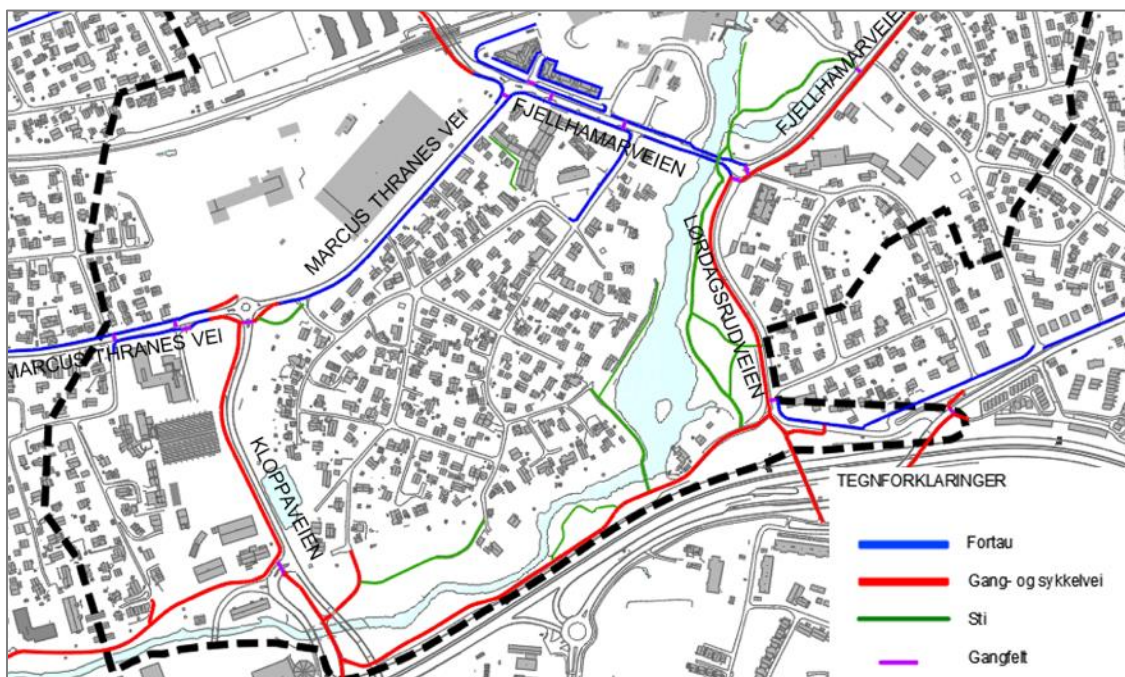 FJELLHAMARVEIEN
FJELLHAMARVEIEN
MARCUS THRANES VEI
LØRDAGSRUDVEIEN
MARCUS THRANES VEI
KLOPPAVEIEN
TEGNFORKLARINGER
Fortau
Gang- og sykkelvei
Sti
Gangfelt